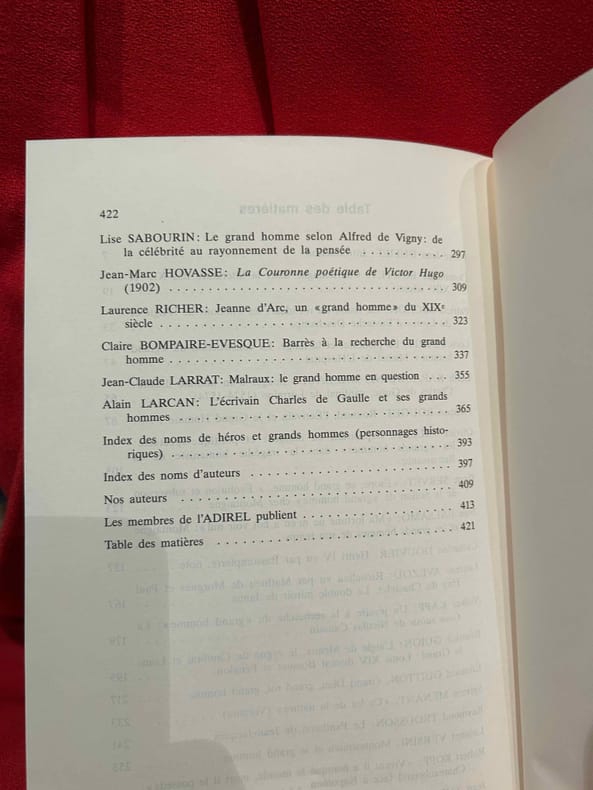 422
Lise SABOURIN: Le grand homme selon Alfred de Vigny: de
la célébrité au rayonnement de la pensée . . . . . . . . . . . 297
Jean-Marc HOVASSE: La Couronne poétique de Victor Hugo
(1902) . . . . . . . . . . . . . . . . . . . . . . . . . . . . . . . . . . . . 309
Laurence RICHER: Jeanne d'Arc, un «grand homme» du XIXe
siècle . . . . . . . . . . . . . . . . . . . . . . . . . . . . . . . . . . . . 323
Claire BOMPAIRE-EVESQUE: Barrès à la recherche du grand
homme . . . . . . . . . . . . . . . . . . . . . . . . . . . . . . . . . . . 337
Jean-Claude LARRAT: Malraux: le grand homme en question . . . 355
Alain LARCAN: L'écrivain Charles de Gaulle et ses grands
hommes . . . . . . . . . . . . . . . . . . . . . . . . . . . . . . . . . . 365
Index des noms de héros et grands hommes (personnages histo-
riques) . . . . . . . . . . . . . . . . . . . . . . . . . . . . . . . . . . . 393
Index des noms d'auteurs . . . . . . . . . . . . . . . . . . . . . . . . 397
Nos auteurs . . . . . . . . . . . . . . . . . . . . . . . . . . . . . . . . . 409
Les membres de l'ADIREL publient . . . . . . . . . . . . . . . . . . 413
Table des matières . . . . . . . . . . . . . . . . . . . . . . . . . . . . 421